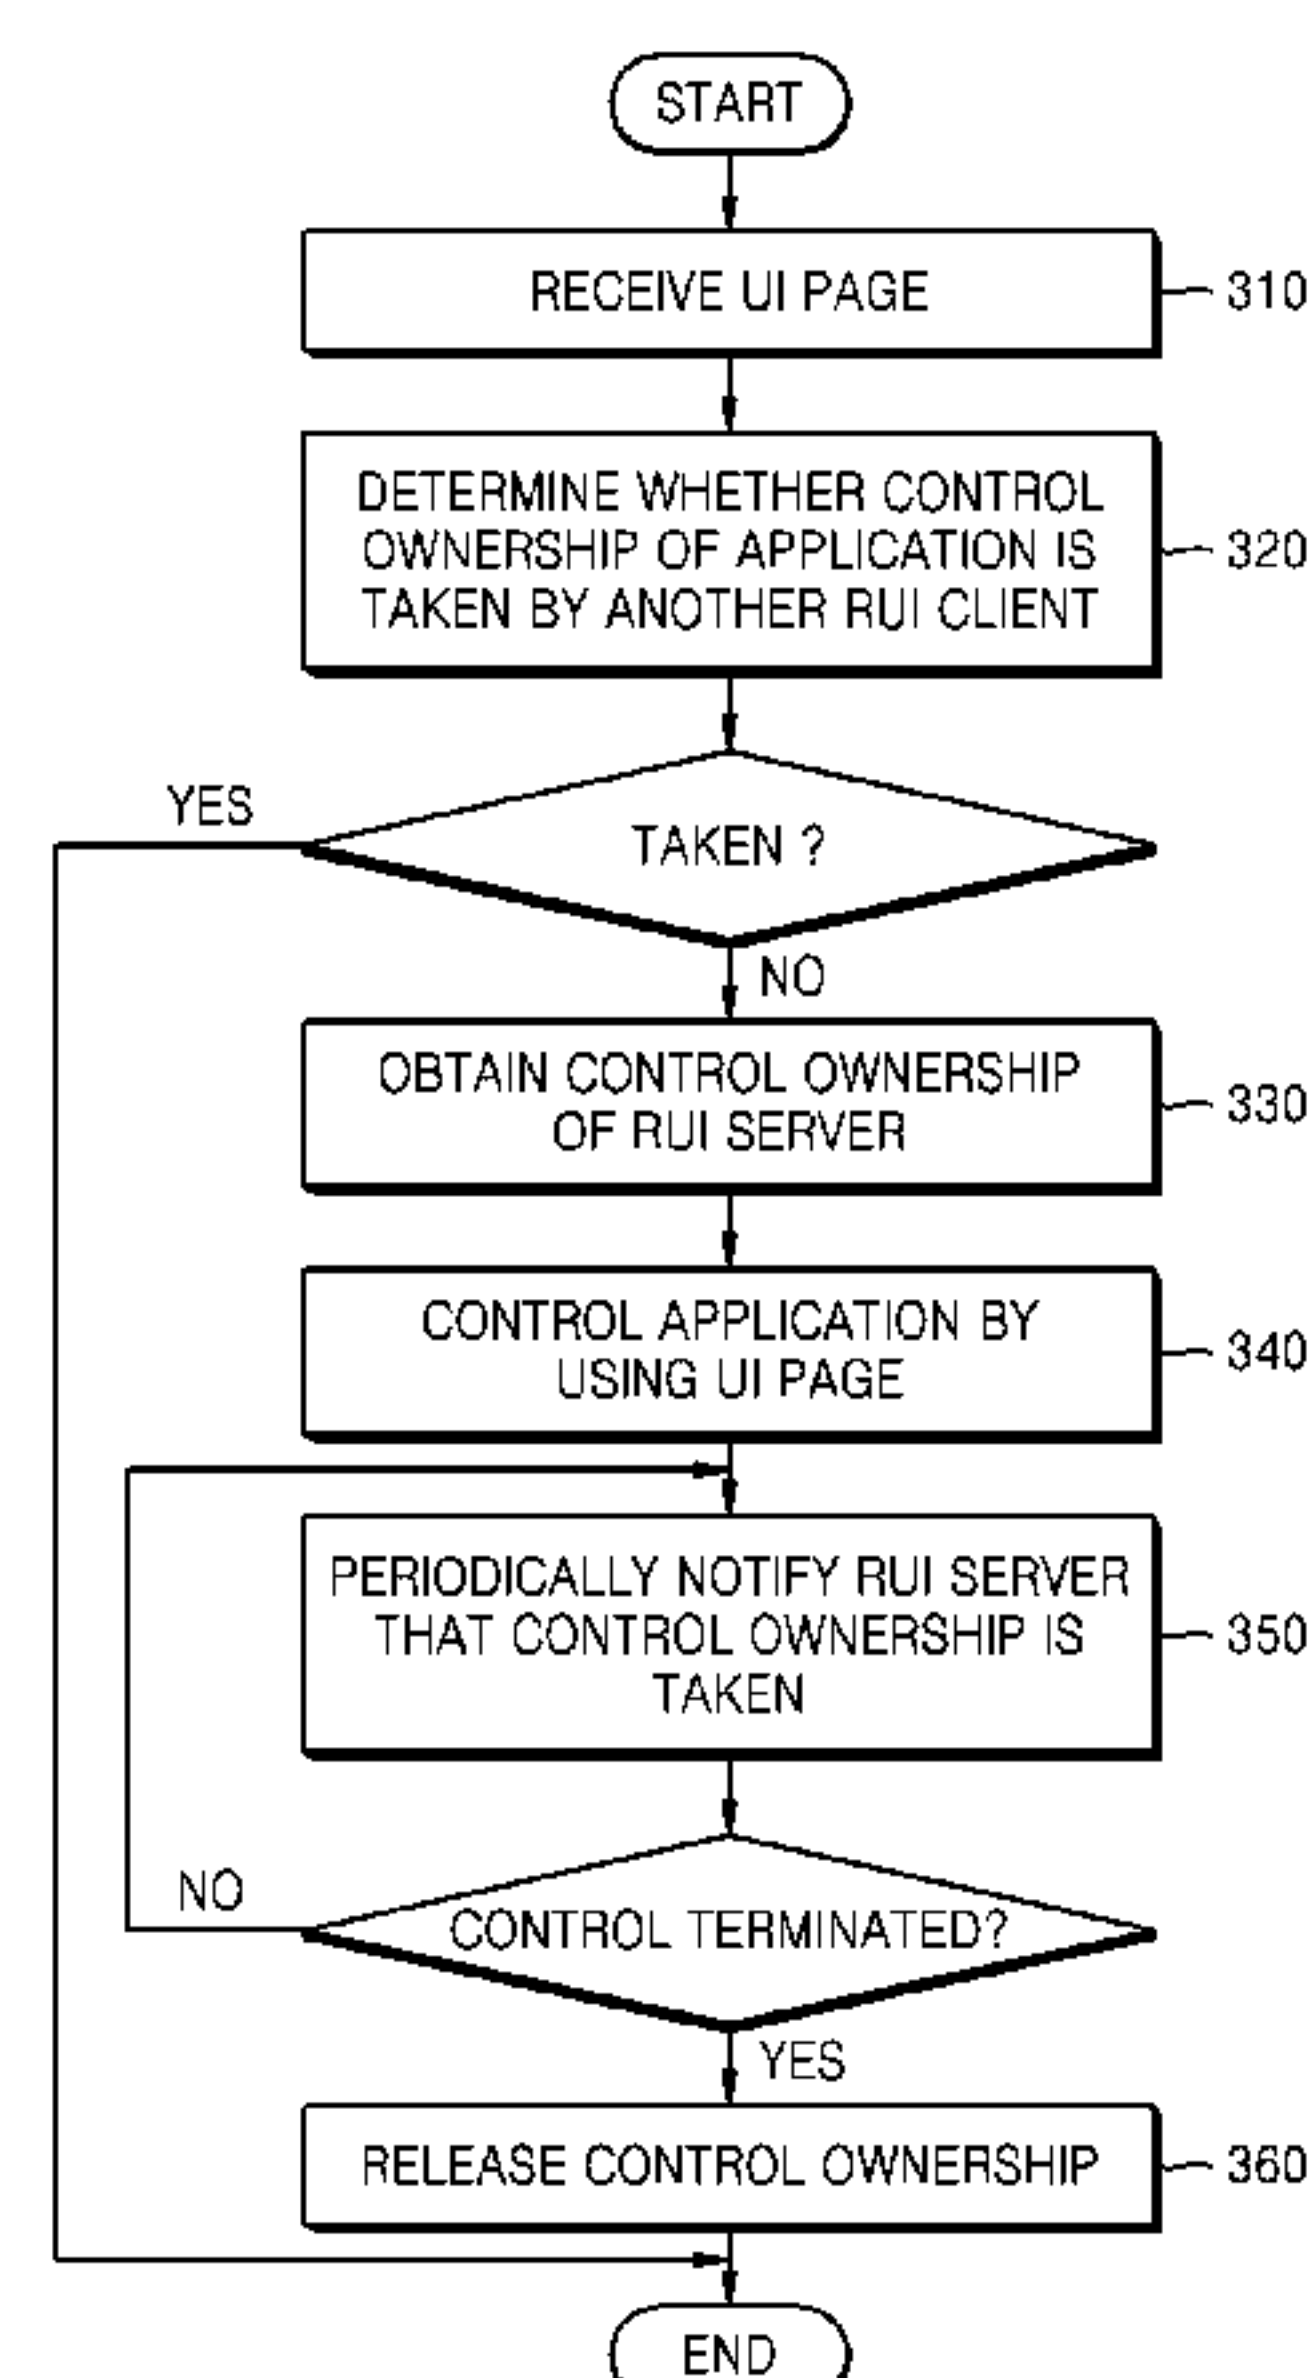 START
RECEIVE UI PAGE
310
DETERMINE WHETHER CONTROL
OWNERSHIP OF APPLICATION IS
TAKEN BY ANOTHER RUI CLIENT
320
YES
TAKEN ?
NO
OBTAIN CONTROL OWNERSHIP
OF RUI SERVER
330
CONTROL APPLICATION BY
USING UI PAGE
340
PERIODICALLY NOTIFY RUI SERVER
THAT CONTROL OWNERSHIP IS
TAKEN
350
NO
CONTROL TERMINATED?
YES
RELEASE CONTROL OWNERSHIP
360
END